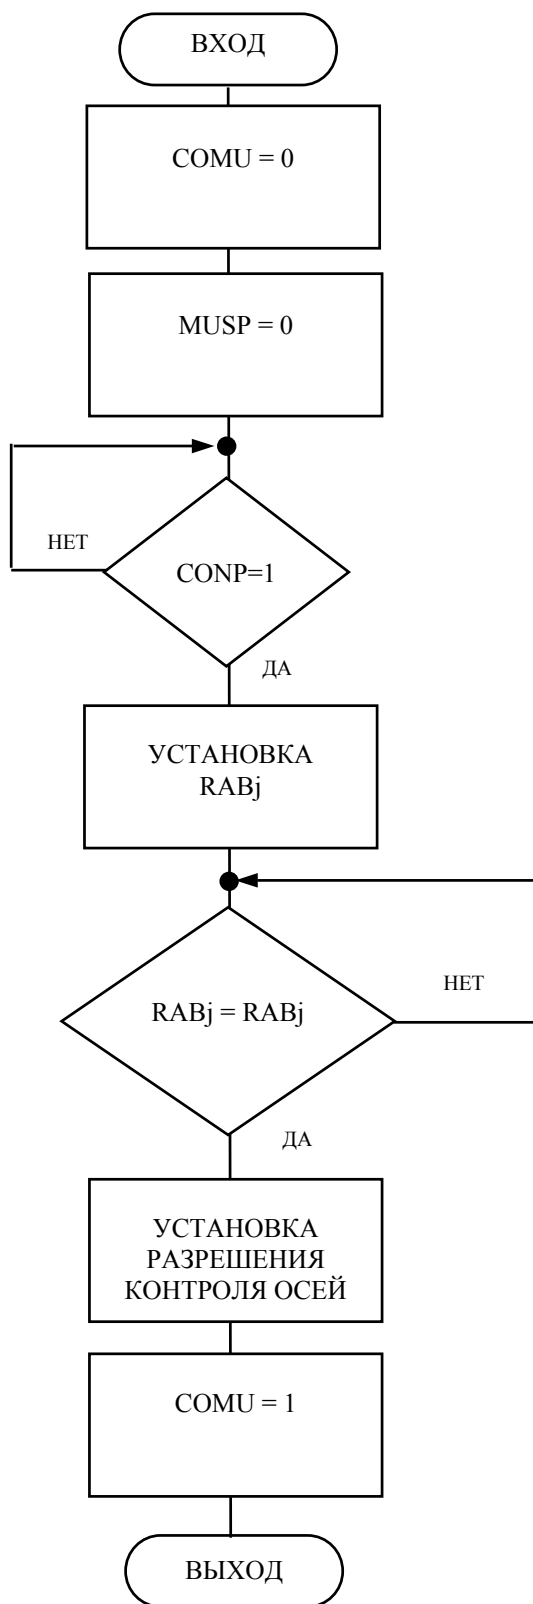 ВХОД
COMU = 0
MUSP = 0
НЕТ
CONP=1
ДА
УСТАНОВКА
RABj
RABj = RABj
НЕТ
ДА
УСТАНОВКА
РАЗРЕШЕНИЯ
КОНТРОЛЯ ОСЕЙ
COMU = 1
ВЫХОД